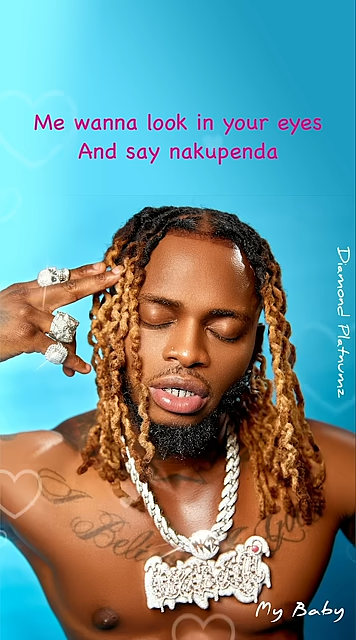 Me wanna look in your eyes
And say nakupenda
Diamond Platnumz
My Baby